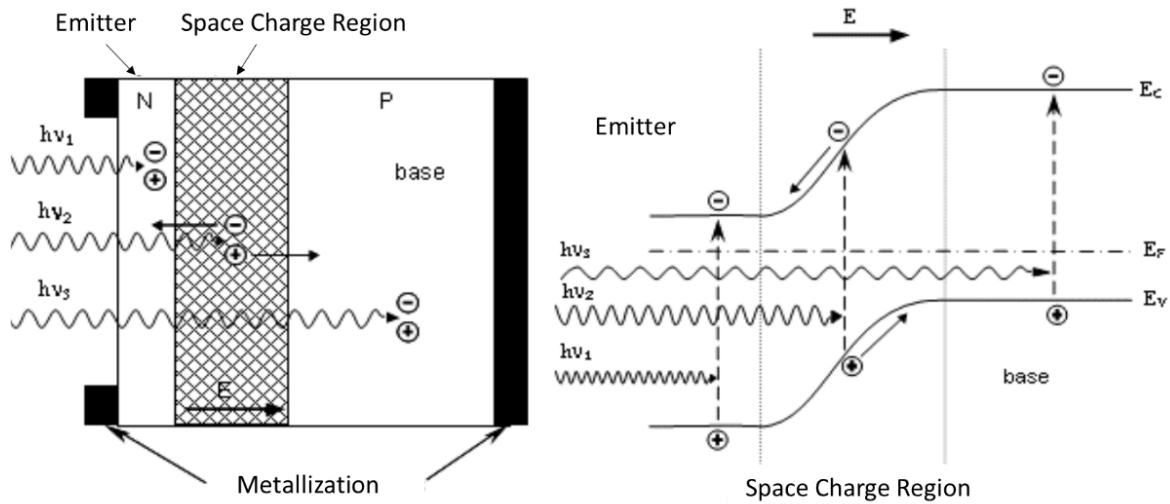 Emitter
Space Charge Region
N
P
hν₁
base
hν₂
hν₃
E
Metallization
E
E_C
Emitter
E_F
hν₃
hν₂
E_V
hν₁
base
Space Charge Region